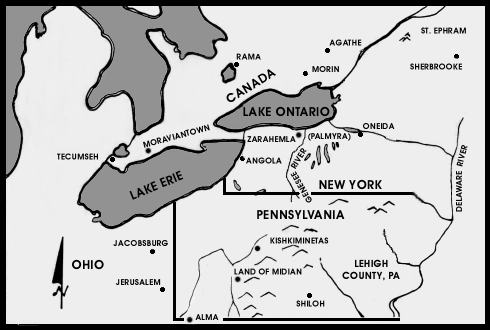 ST. EPHRAM
AGATHE
RAMA
SHERBROOKE
MORIN
CANADA
LAKE ONTARIO
ONEIDA
MORAVIANTOWN
ZARAHEMLA
(PALMYRA)
TECUMSEH
ANGOLA
GENESEE RIVER
DELAWARE RIVER
LAKE ERIE
NEW YORK
PENNSYLVANIA
JACOBSBURG
KISHKIMINETAS
OHIO
LAND OF MIDIAN
LEHIGH
COUNTY, PA
JERUSALEM
N
SHILOH
ALMA